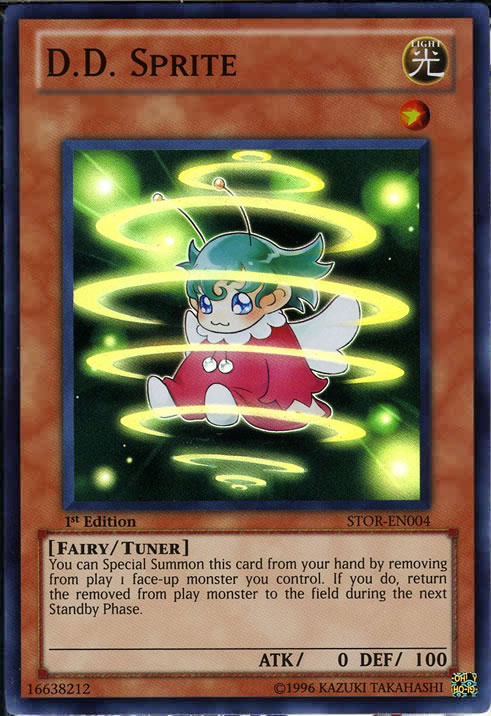 D.D. Sprite
LIGHT
光
1st Edition
STOR-EN004
[Fairy/Tuner]
You can Special Summon this card from your hand by removing
from play 1 face-up monster you control. If you do, return
the removed from play monster to the field during the next
Standby Phase.
ATK/ 0 DEF/ 100
16638212
©1996 KAZUKI TAKAHASHI